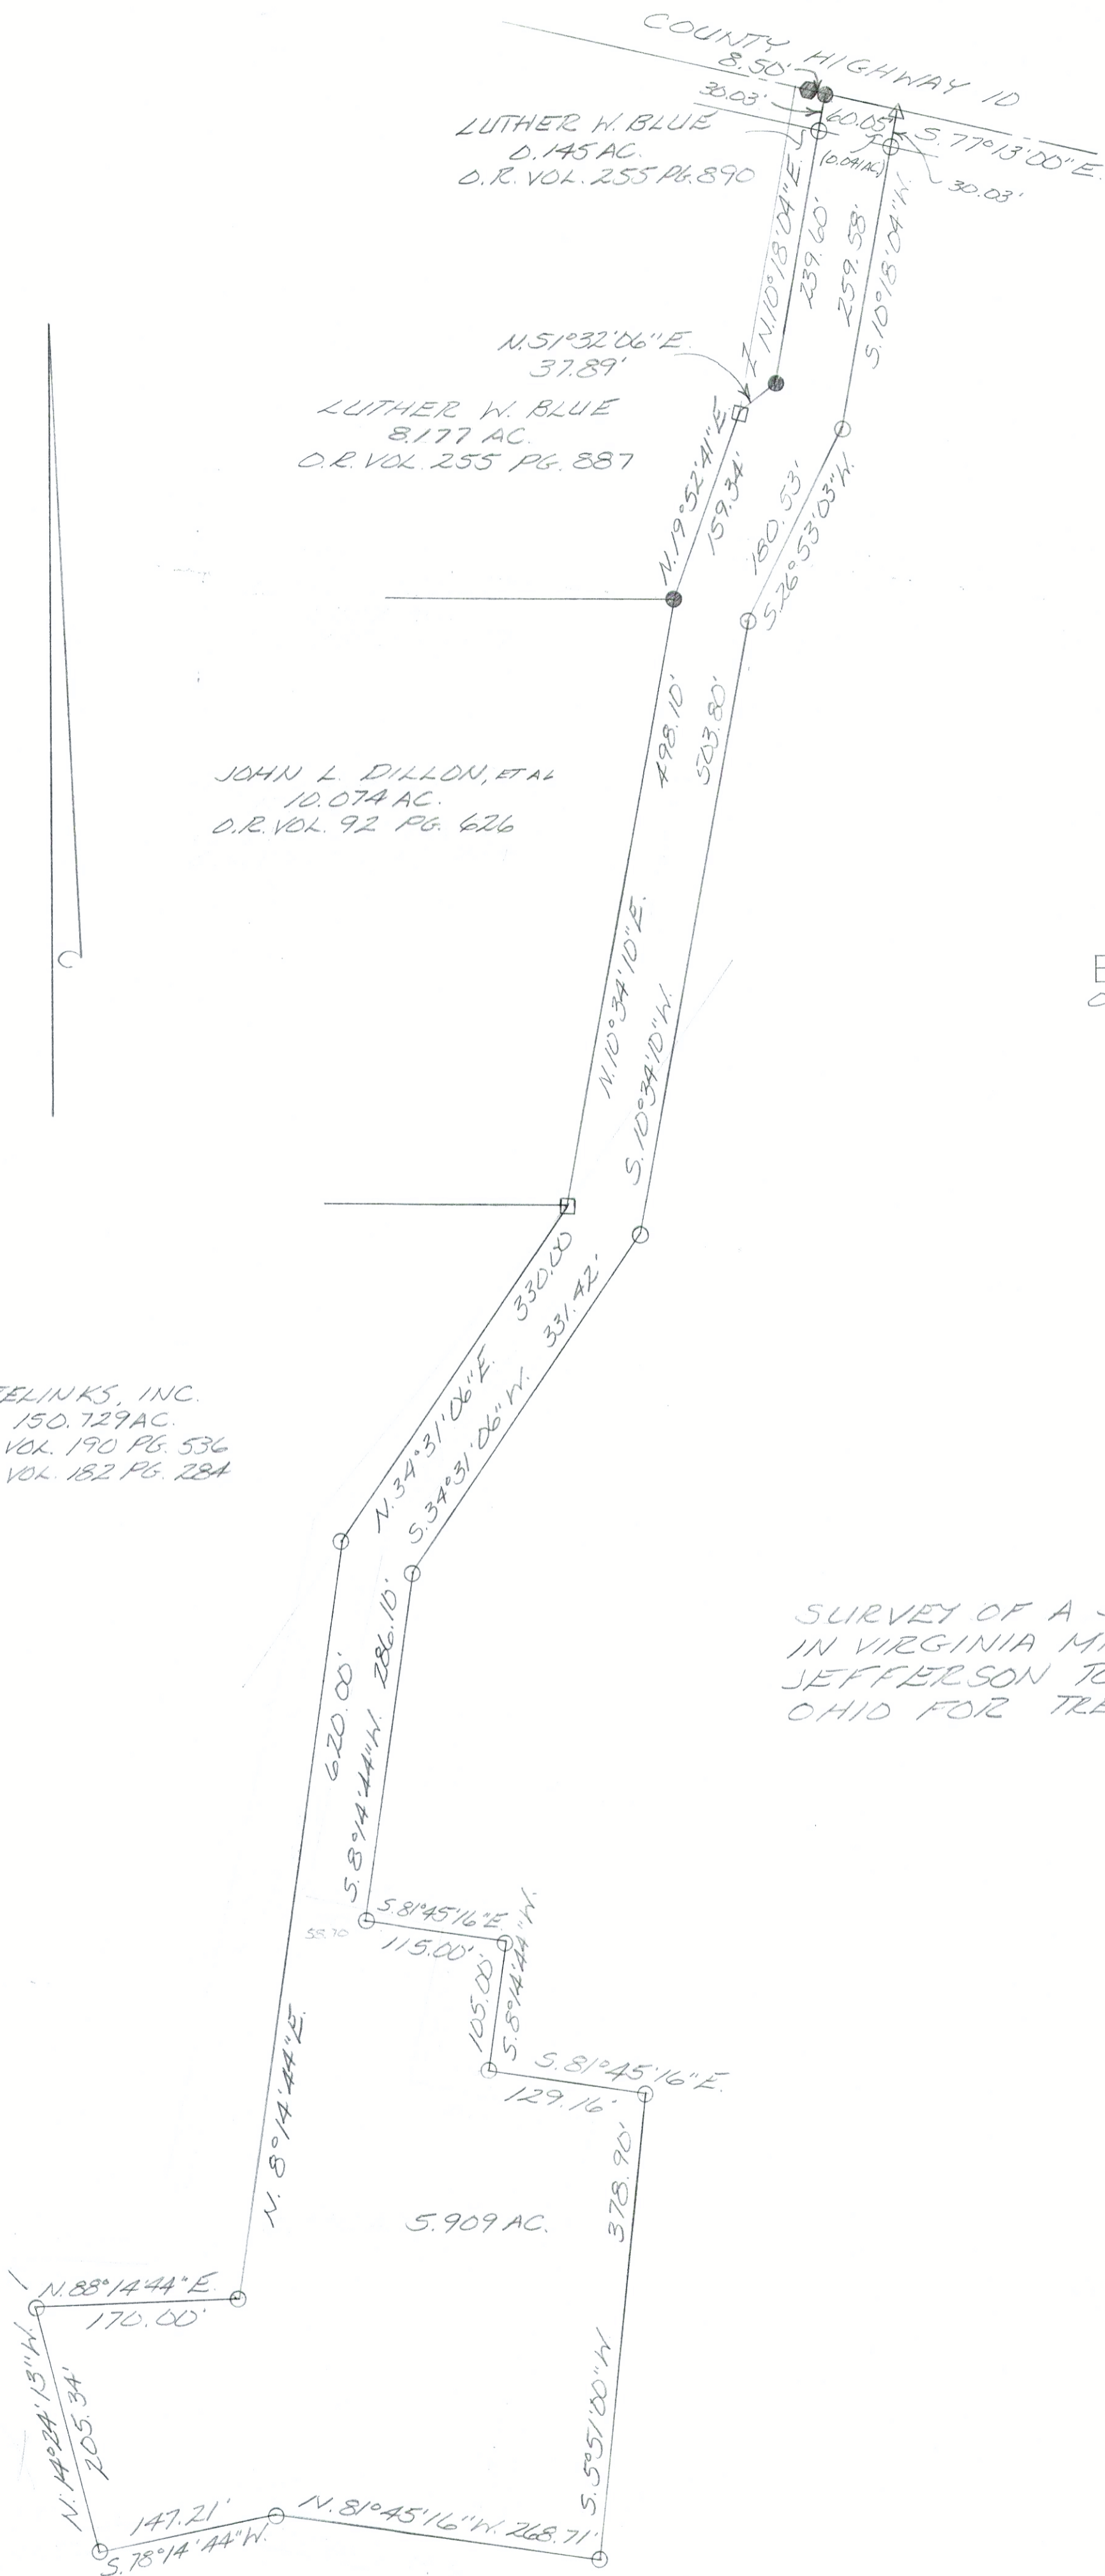 COUNTY HIGHWAY 10
8.50'
30.03'
60.05'
S. 77°13'00" E.
(0.041AC)
30.03'
LUTHER W. BLUE
0.145 AC.
O.R. VOL. 255 PG. 890
N. 10°18'04" E.
239.60'
259.58'
S. 10°18'04" W.
N. 51°32'06" E.
37.89'
LUTHER W. BLUE
8.177 AC.
O.R. VOL. 255 PG. 887
N. 19°52'41" E.
159.34'
180.53'
S. 26°53'03" W.
498.10'
503.80'
JOHN L. DILLON, ET AL
10.074 AC.
O.R. VOL. 92 PG. 626
N. 10°34'10" E.
S. 10°34'10" W.
330.00
331.42'
N. 34°31'06" E.
S. 34°31'06" W.
INC.
150.729 AC.
VOL. 190 PG. 536
VOL. 182 PG. 284
SURVEY OF A
IN VIRGINIA
JEFFERSON
OHIO FOR
620.00'
286.10'
S. 8°14'44" W.
S. 81°45'16" E.
115.00'
105.00'
S. 8°14'44" W.
S. 81°45'16" E.
129.16'
N. 8°14'44" E.
378.90'
5.909 AC.
N. 88°14'44" E.
170.00'
S. 5°51'00" W.
N. 14°24'13" W.
205.34'
147.21'
S. 78°14'44" W.
N. 81°45'16" W. 268.71'